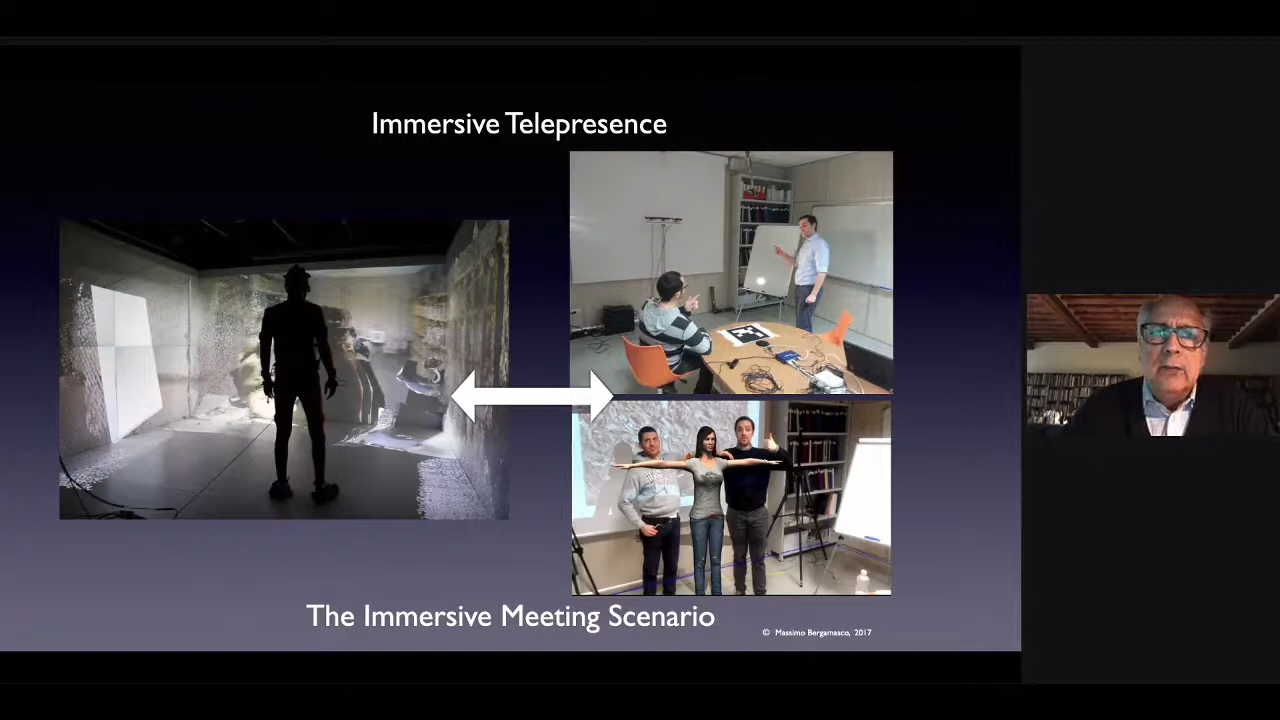 Immersive Telepresence
The Immersive Meeting Scenario
© Massimo Bergamasco, 2017